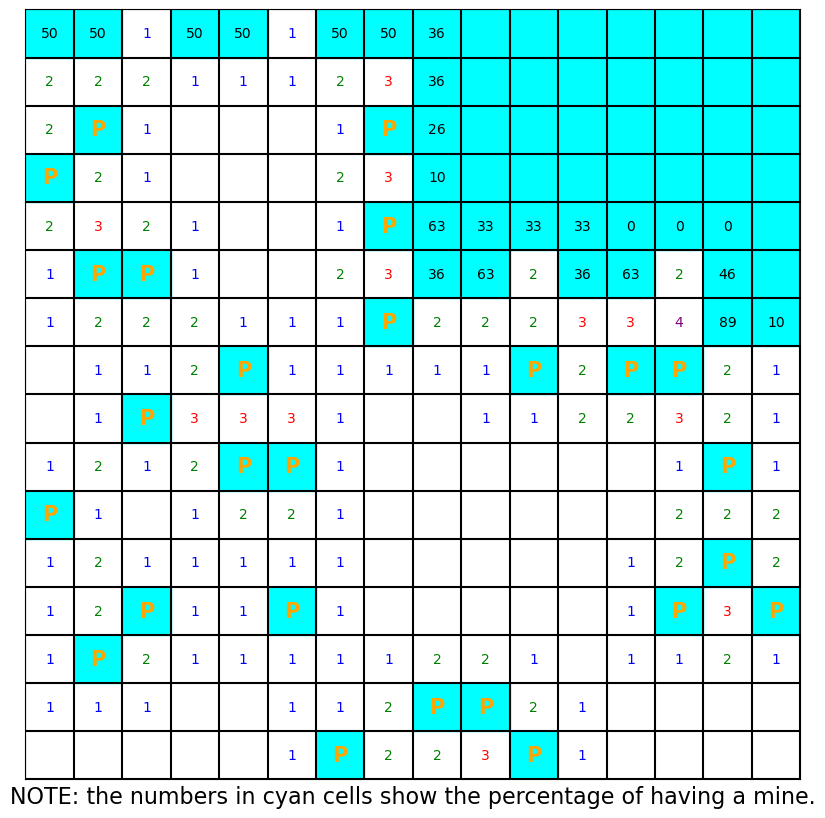 50 50 1 50 50 1 50 50 36
2 2 2 1 1 1 2 3 36
2 P 1 1 P 26
P 2 1 2 3 10
2 3 2 1 1 P 63 33 33 33 0 0 0
1 P P 1 2 3 36 63 2 36 63 2 46
1 2 2 2 1 1 1 P 2 2 2 3 3 4 89 10
1 1 2 P 1 1 1 1 1 P 2 P P 2 1
1 P 3 3 3 1 1 1 2 2 3 2 1
1 2 1 2 P P 1 1 P 1
P 1 1 2 2 1 2 2 2
1 2 1 1 1 1 1 1 2 P 2
1 2 P 1 1 P 1 1 P 3 P
1 P 2 1 1 1 1 1 2 2 1 1 1 2 1
1 1 1 1 1 2 P P 2 1
1 P 2 2 3 P 1
NOTE: the numbers in cyan cells show the percentage of having a mine.